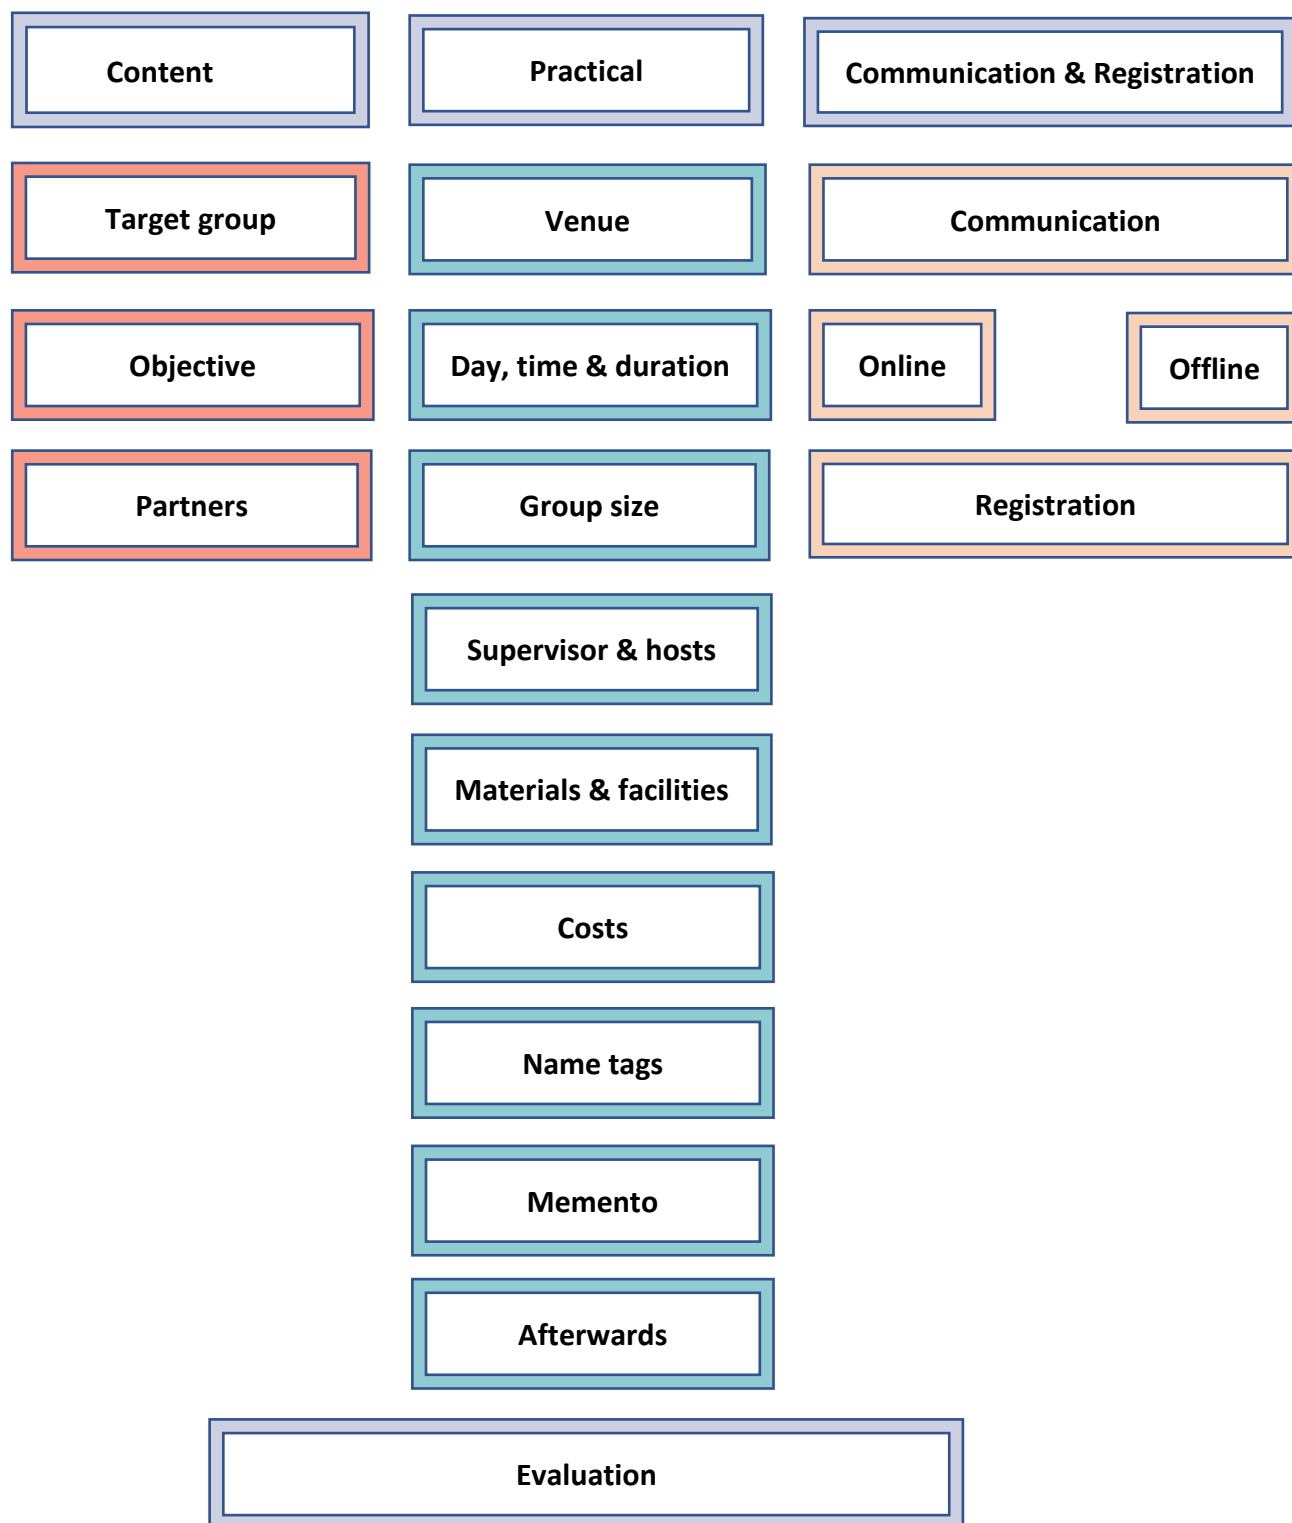 Content
Practical
Communication & Registration
Target group
Venue
Communication
Objective
Day, time & duration
Online
Offline
Partners
Group size
Registration
Supervisor & hosts
Materials & facilities
Costs
Name tags
Memento
Afterwards
Evaluation